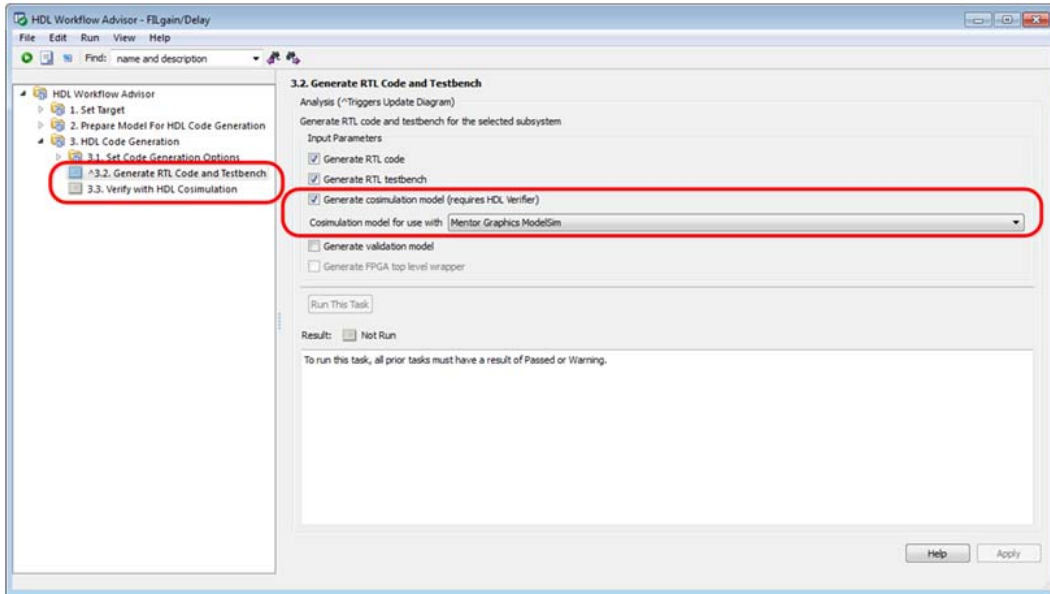 HDL Workflow Advisor - FILgain/Delay
File Edit Run View Help
Find: name and description
HDL Workflow Advisor
1. Set Target
2. Prepare Model For HDL Code Generation
3. HDL Code Generation
3.1. Set Code Generation Options
^3.2. Generate RTL Code and Testbench
3.3. Verify with HDL Cosimulation
3.2. Generate RTL Code and Testbench
Analysis (^Triggers Update Diagram)
Generate RTL code and testbench for the selected subsystem
Input Parameters
Generate RTL code
Generate RTL testbench
Generate cosimulation model (requires HDL Verifier)
Cosimulation model for use with Mentor Graphics ModelSim
Generate validation model
Generate FPGA top level wrapper
Run This Task
Result: Not Run
To run this task, all prior tasks must have a result of Passed or Warning.
Help Apply